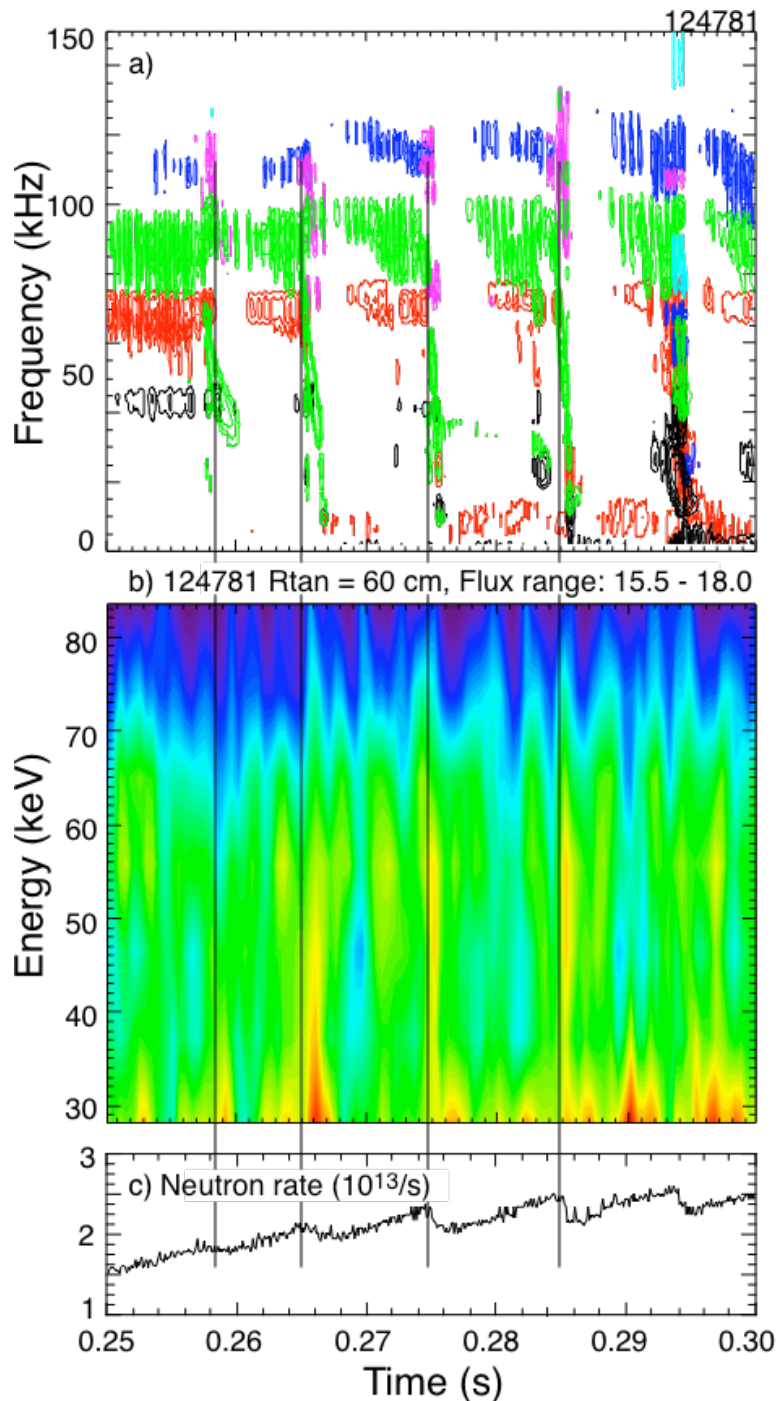 124781
a)
150
100
50
0
Frequency (kHz)
b) 124781 Rtan = 60 cm, Flux range: 15.5 - 18.0
80
70
60
50
40
30
Energy (keV)
c) Neutron rate (10¹³/s)
3
2
1
0.25 0.26 0.27 0.28 0.29 0.30
Time (s)